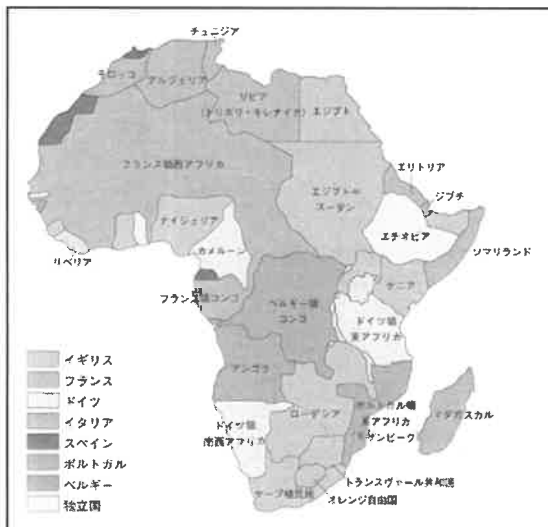 チュニジア
モロッコ
アルジェリア
リビア
(トリポリ・キレナイカ)
エジプト
フランス領西アフリカ
エリトリア
エジプト領
スーダン
ジブチ
ナイジェリア
エチオピア
カメルーン
ソマリランド
リベリア
フランス領コンゴ
ケニア
ベルギー領
コンゴ
ドイツ領
東アフリカ
アンゴラ
ポルトガル領
東アフリカ
マダガスカル
ローデシア
ドイツ領
南西アフリカ
トランスヴァール共和国
オレンジ自由国
ケープ植民地
イギリス
フランス
ドイツ
イタリア
スペイン
ポルトガル
ベルギー
独立国